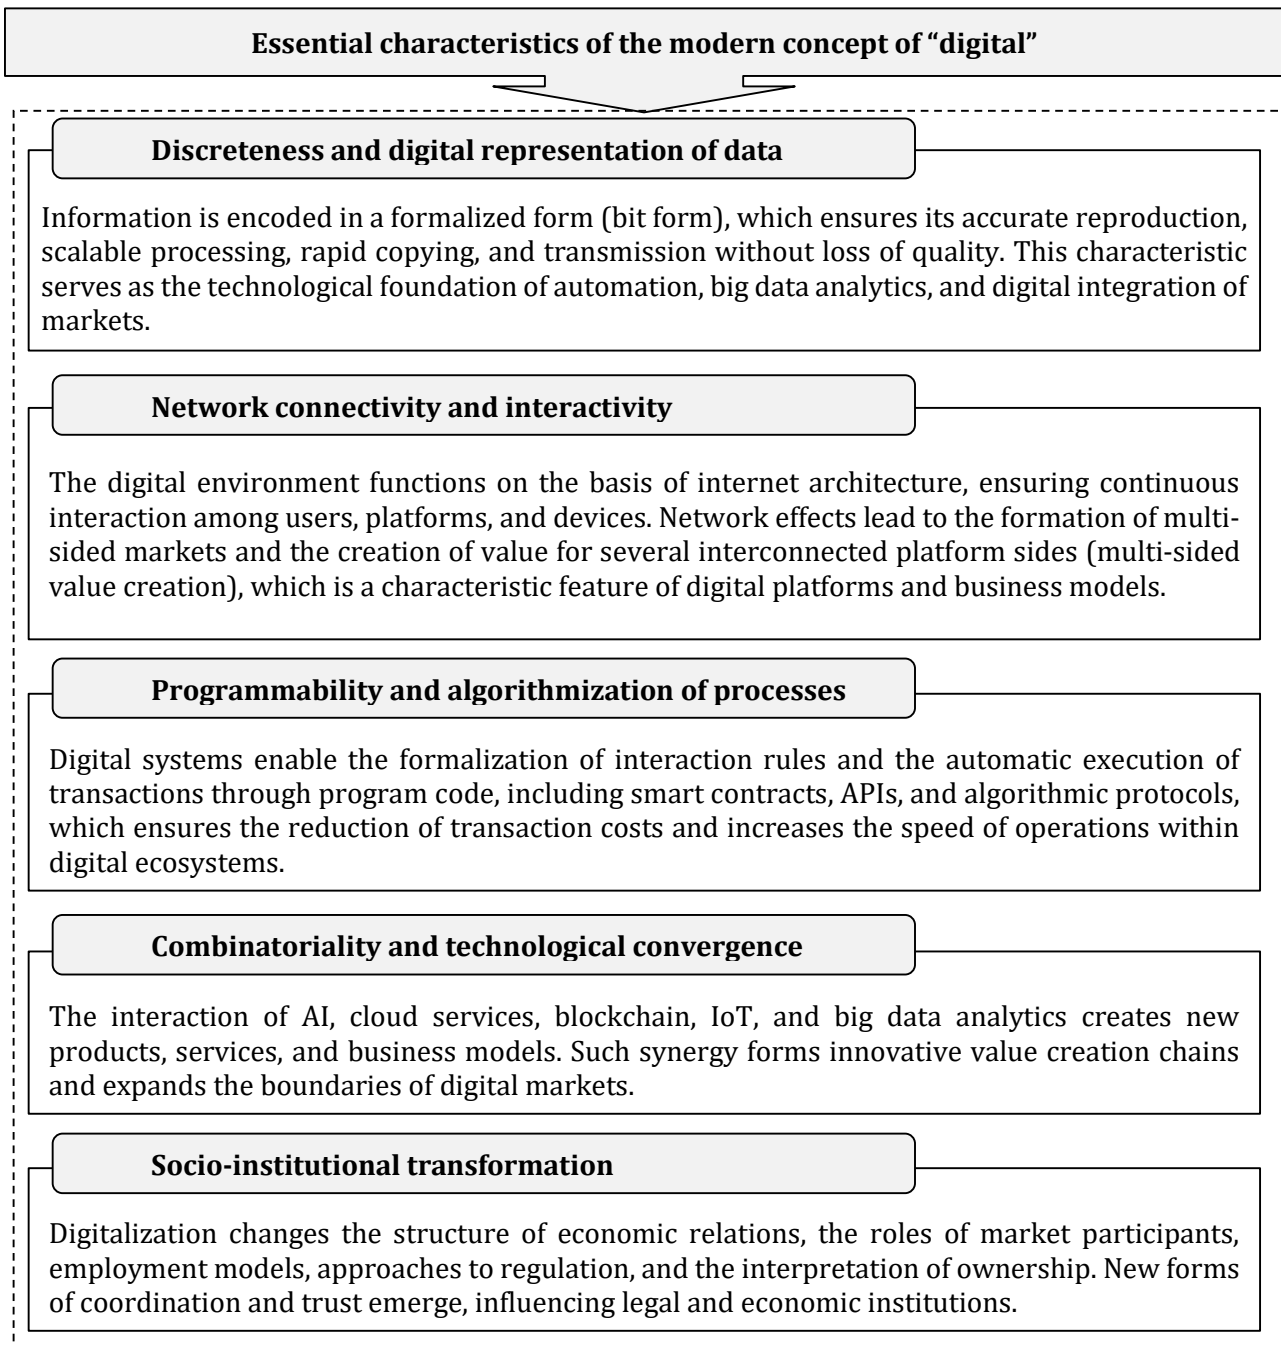 Essential characteristics of the modern concept of “digital”
Discreteness and digital representation of data
Information is encoded in a formalized form (bit form), which ensures its accurate reproduction,
scalable processing, rapid copying, and transmission without loss of quality. This characteristic
serves as the technological foundation of automation, big data analytics, and digital integration of
markets.
Network connectivity and interactivity
The digital environment functions on the basis of internet architecture, ensuring continuous
interaction among users, platforms, and devices. Network effects lead to the formation of multi-
sided markets and the creation of value for several interconnected platform sides (multi-sided
value creation), which is a characteristic feature of digital platforms and business models.
Programmability and algorithmization of processes
Digital systems enable the formalization of interaction rules and the automatic execution of
transactions through program code, including smart contracts, APIs, and algorithmic protocols,
which ensures the reduction of transaction costs and increases the speed of operations within
digital ecosystems.
Combinatoriality and technological convergence
The interaction of AI, cloud services, blockchain, IoT, and big data analytics creates new
products, services, and business models. Such synergy forms innovative value creation chains
and expands the boundaries of digital markets.
Socio-institutional transformation
Digitalization changes the structure of economic relations, the roles of market participants,
employment models, approaches to regulation, and the interpretation of ownership. New forms
of coordination and trust emerge, influencing legal and economic institutions.